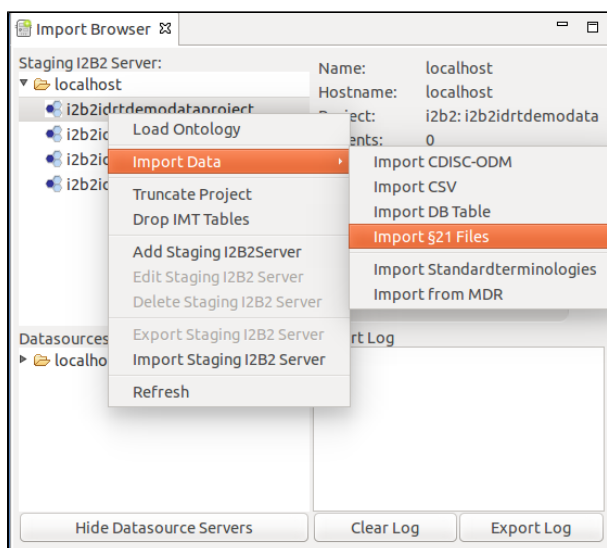 Import Browser
Staging I2B2 Server:
localhost
i2b2idrtdemodataproject
Name: localhost
Hostname: localhost
i2b2: i2b2idrtdemodata
0
Load Ontology
Import Data
Truncate Project
Drop IMT Tables
Add Staging I2B2Server
Edit Staging I2B2 Server
Delete Staging I2B2 Server
Export Staging I2B2 Server
Import Staging I2B2 Server
Refresh
Import CDISC-ODM
Import CSV
Import DB Table
Import §21 Files
Import Standardterminologies
Import from MDR
Datasources
Log
Hide Datasource Servers
Clear Log
Export Log